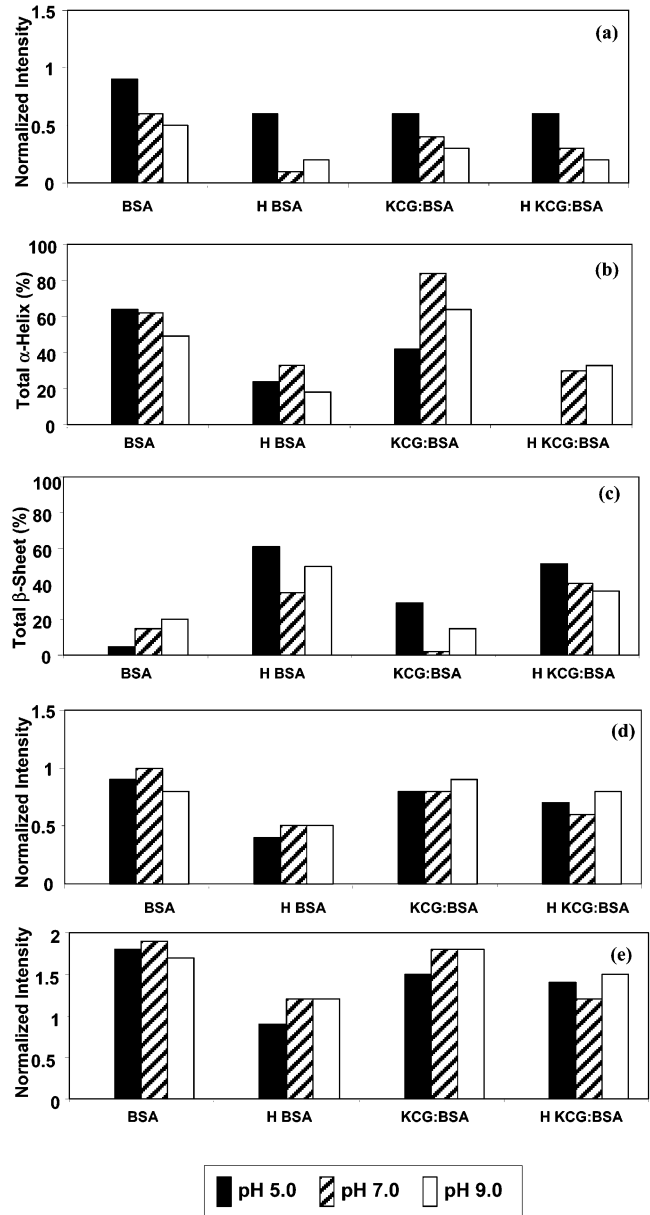 (a)
Normalized Intensity
1.5
1
0.5
0
BSA H BSA KCG:BSA H KCG:BSA
(b)
Total α-Helix (%)
100
80
60
40
20
0
BSA H BSA KCG:BSA H KCG:BSA
(c)
Total β-Sheet (%)
100
80
60
40
20
0
BSA H BSA KCG:BSA H KCG:BSA
(d)
Normalized Intensity
1.5
1
0.5
0
BSA H BSA KCG:BSA H KCG:BSA
(e)
Normalized Intensity
2
1.5
1
0.5
0
BSA H BSA KCG:BSA H KCG:BSA
pH 5.0 pH 7.0 pH 9.0